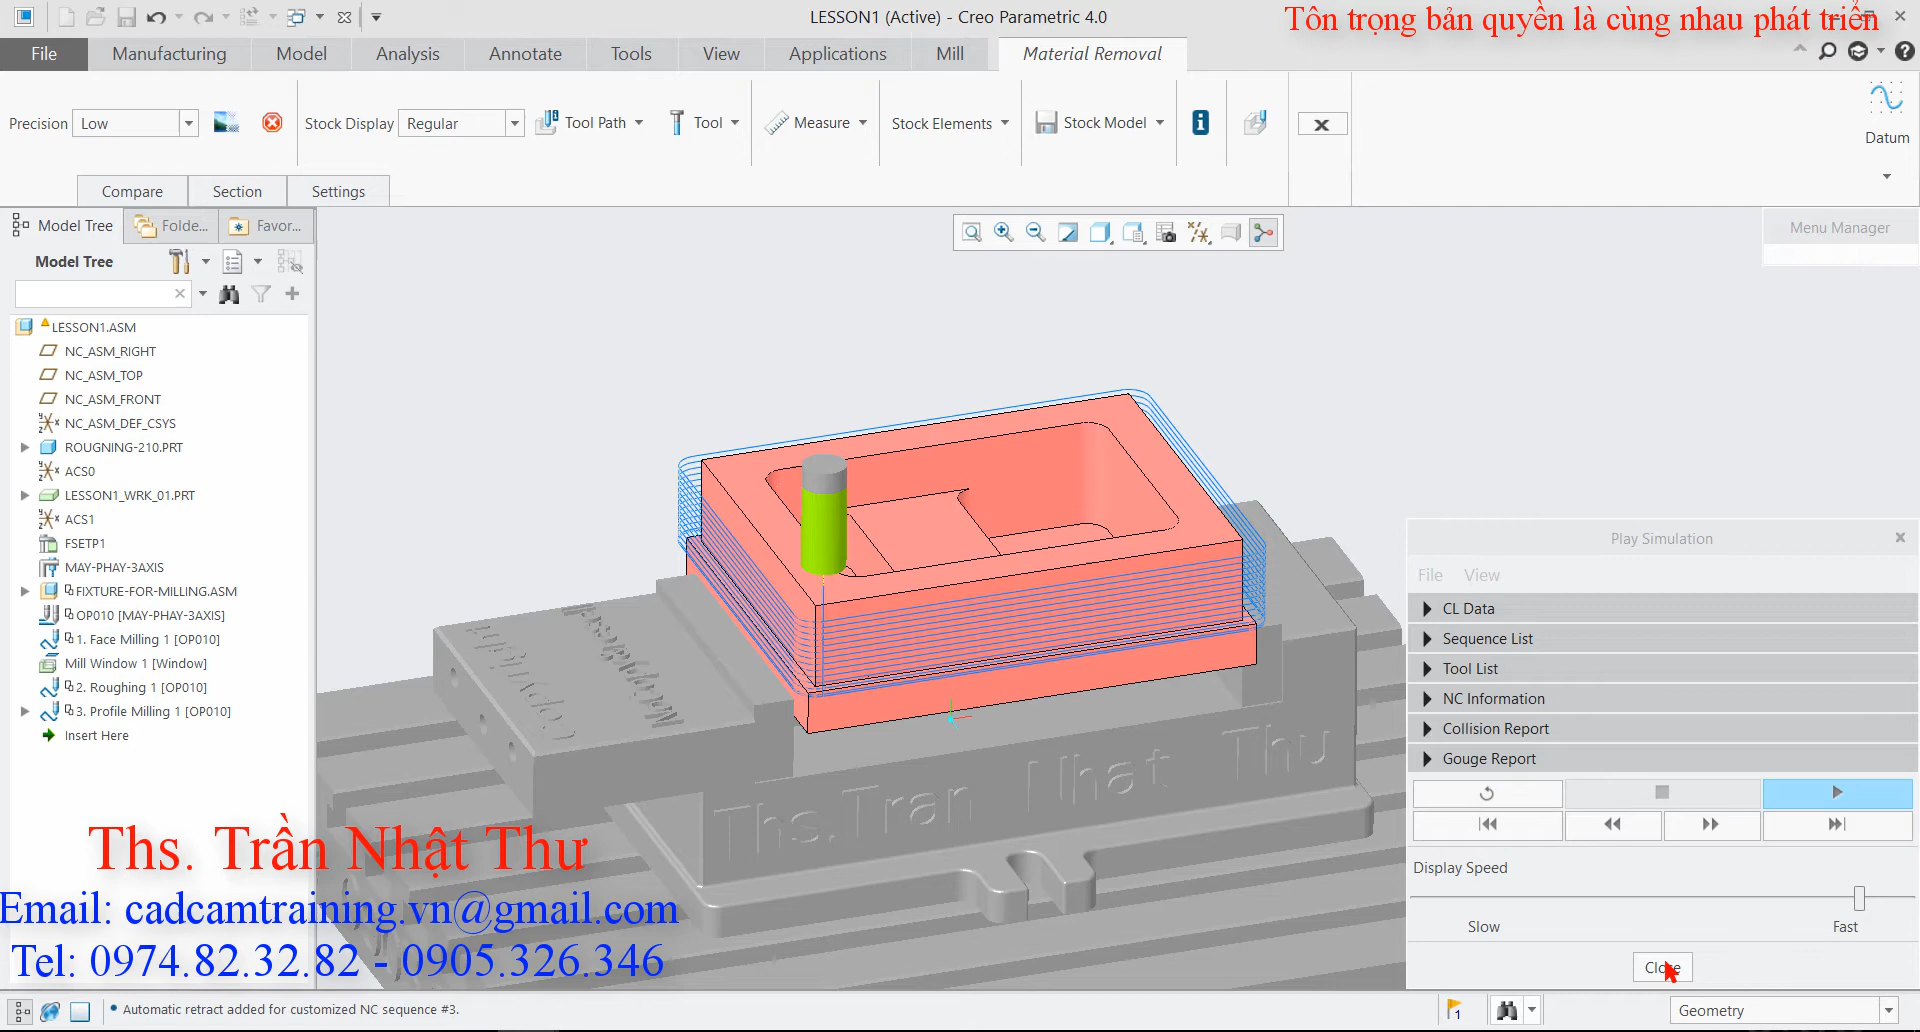 LESSON1 (Active) - Creo Parametric 4.0
Tôn trọng bản quyền là cùng nhau phát triển
File Manufacturing Model Analysis Annotate Tools View Applications Mill Material Removal
Precision Low Stock Display Regular Tool Path Tool Measure Stock Elements Stock Model
Datum
Compare Section Settings
Model Tree Folde... Favor...
Menu Manager
Model Tree
LESSON1.ASM
NC_ASM_RIGHT
NC_ASM_TOP
NC_ASM_FRONT
NC_ASM_DEF_CSYS
ROUGNING-210.PRT
ACS0
LESSON1_WRK_01.PRT
ACS1
FSETP1
MAY-PHAY-3AXIS
FIXTURE-FOR-MILLING.ASM
OP010 [MAY-PHAY-3AXIS]
1. Face Milling 1 [OP010]
Mill Window 1 [Window]
2. Roughing 1 [OP010]
3. Profile Milling 1 [OP010]
Insert Here
Ths.Tran Nhat Thu
Play Simulation
File View
CL Data
Sequence List
Tool List
NC Information
Collision Report
Gouge Report
Display Speed
Slow Fast
Close
Ths. Trần Nhật Thư
Email: cadcamtraining.vn@gmail.com
Tel: 0974.82.32.82 - 0905.326.346
Automatic retract added for customized NC sequence #3.
1
Geometry